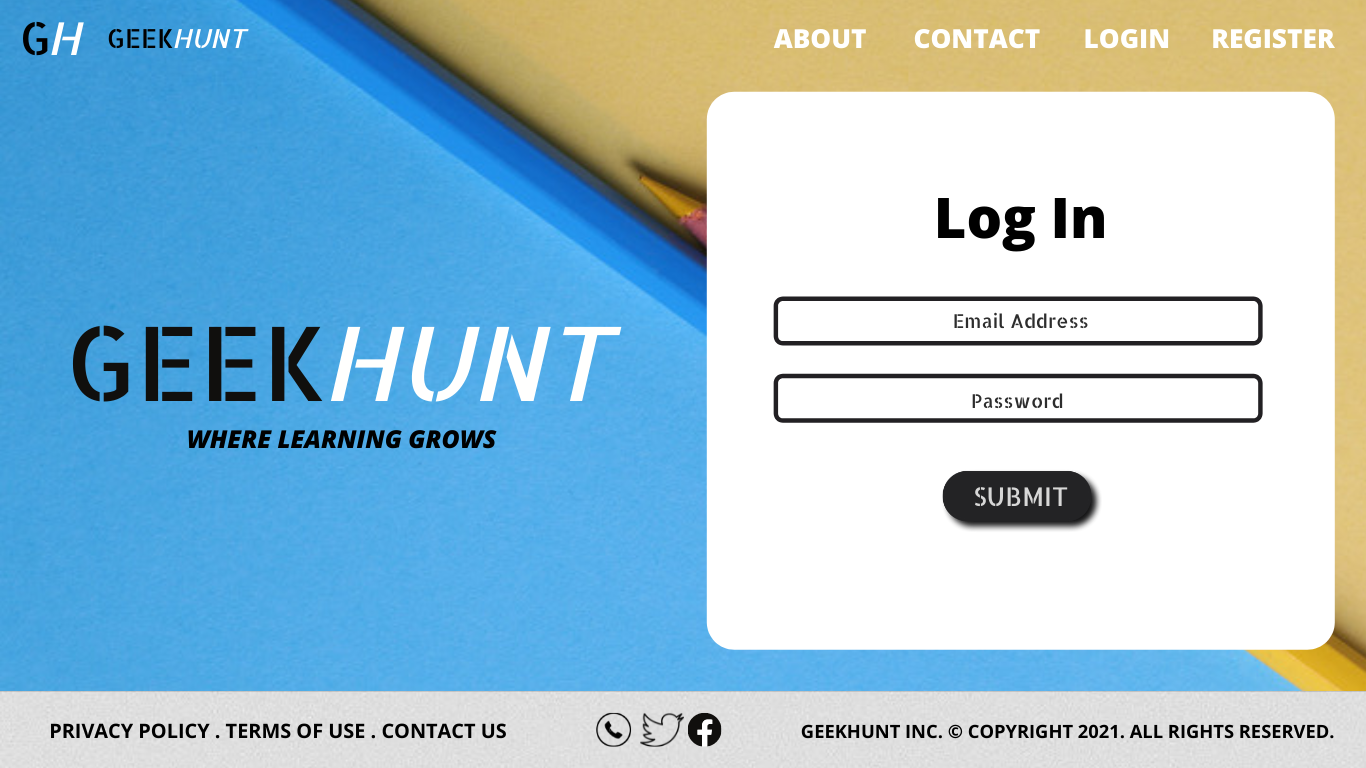 GH GEEKHUNT ABOUT CONTACT LOGIN REGISTER
Log In
Email Address
GEEKHUNT
Password
WHERE LEARNING GROWS
SUBMIT
PRIVACY POLICY . TERMS OF USE . CONTACT US GEEKHUNT INC. © COPYRIGHT 2021. ALL RIGHTS RESERVED.